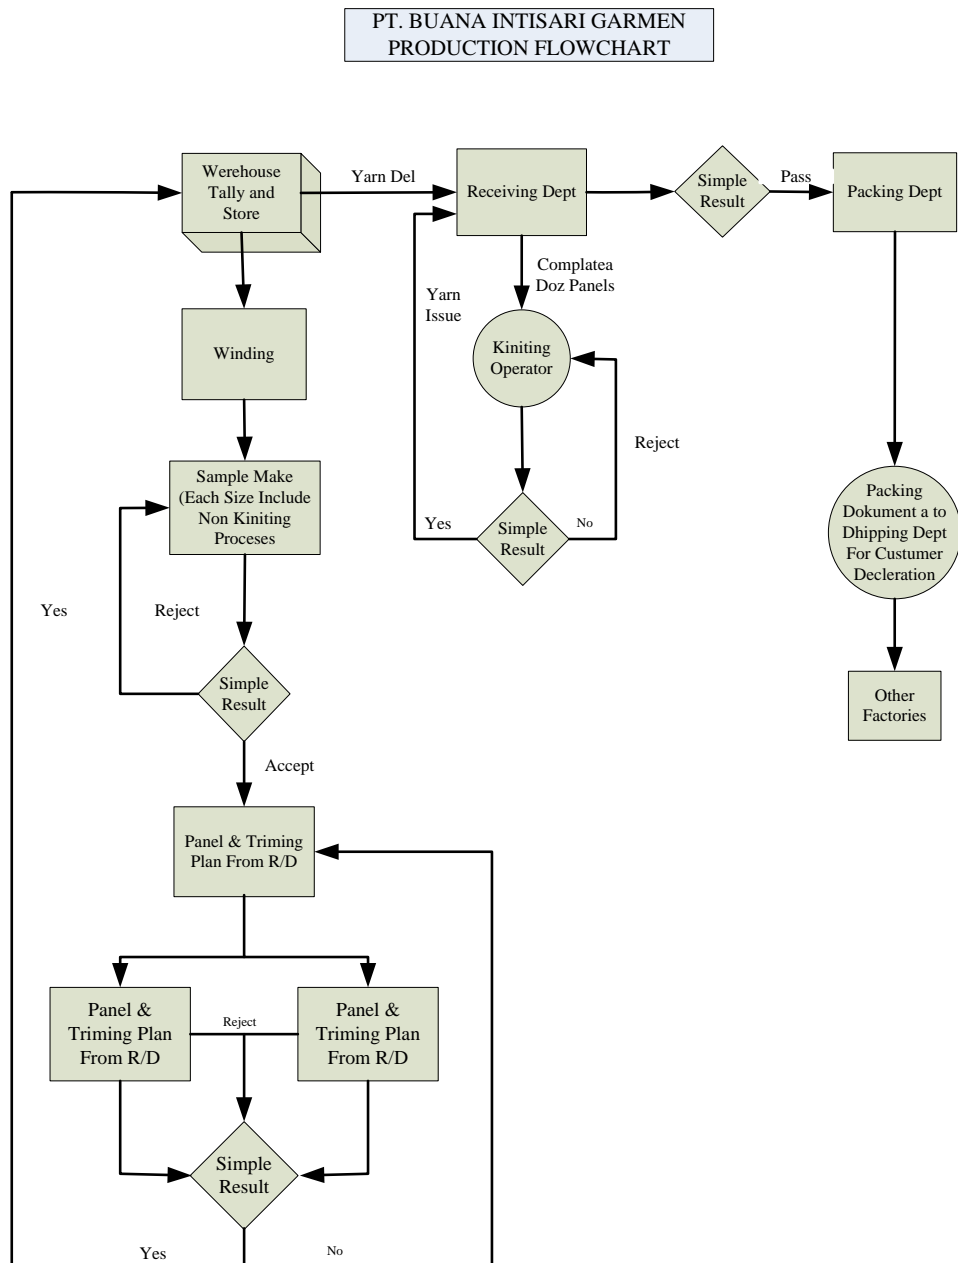 PT. BUANA INTISARI GARMEN
PRODUCTION FLOWCHART
Werehouse
Tally and
Store
Yarn Del
Receiving Dept
Simple
Result
Pass
Packing Dept
Complatea
Doz Panels
Yarn
Issue
Winding
Kiniting
Operator
Reject
Sample Make
(Each Size Include
Non Kiniting
Proceses
Yes
Simple
Result
No
Packing
Dokument a to
Dhipping Dept
For Custumer
Decleration
Yes
Reject
Simple
Result
Other
Factories
Accept
Panel & Triming
Plan From R/D
Panel &
Triming Plan
From R/D
Reject
Panel &
Triming Plan
From R/D
Simple
Result
Yes
No